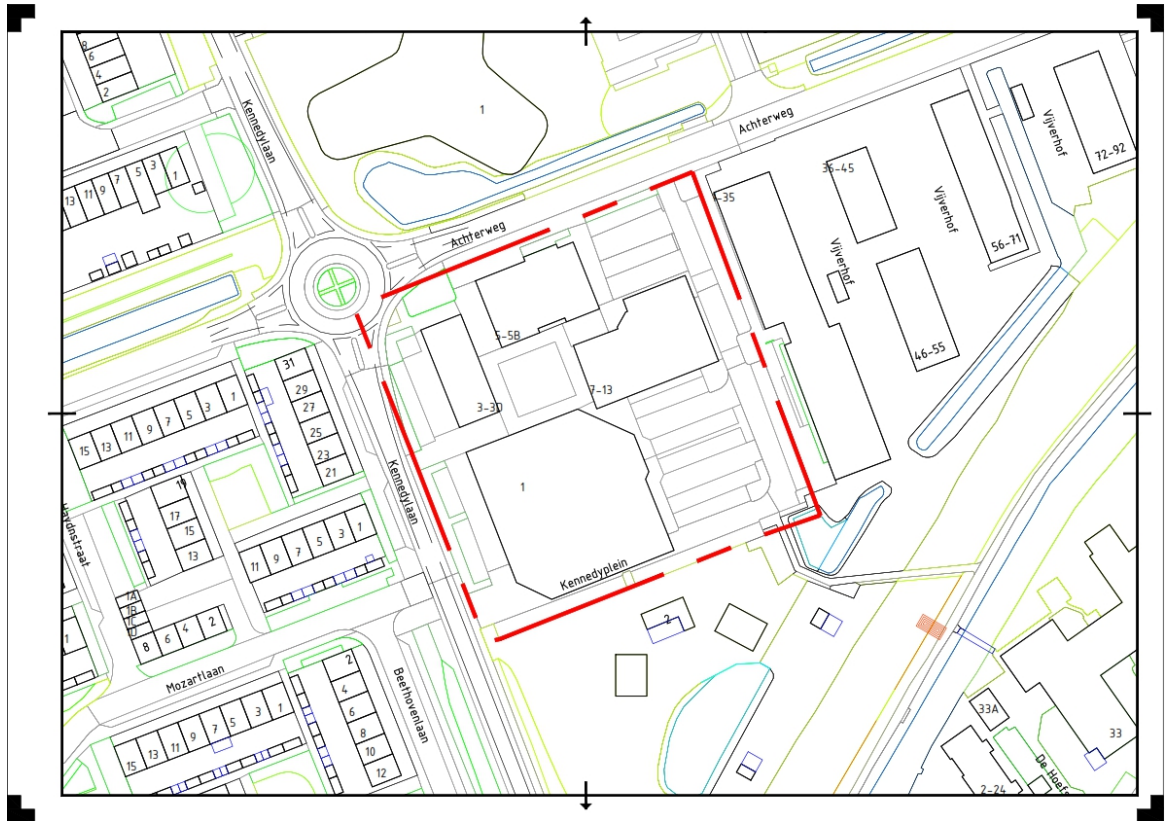 8
6
4
2
Kennedylaan
1
Achterweg
Vijverhof
72-92
13 11 9 7 5 3 1
36-45
-35
Vijverhof
56-71
Achterweg
Vijverhof
5-5B
46-55
31
29
27
25
23
21
7-13
3-3D
15 13 11 9 7 5 3 1
19
17
15
13
Kennedylaan
1
11 9 7 5 3 1
Kennedyplein
1A
1B
1C
1D
8 6 4 2
1
2
Mozartlaan
Beethovenlaan
2
4
6
8
10
12
15 13 11 9 7 5 3 1
33A
33
De Hoefs
2-24